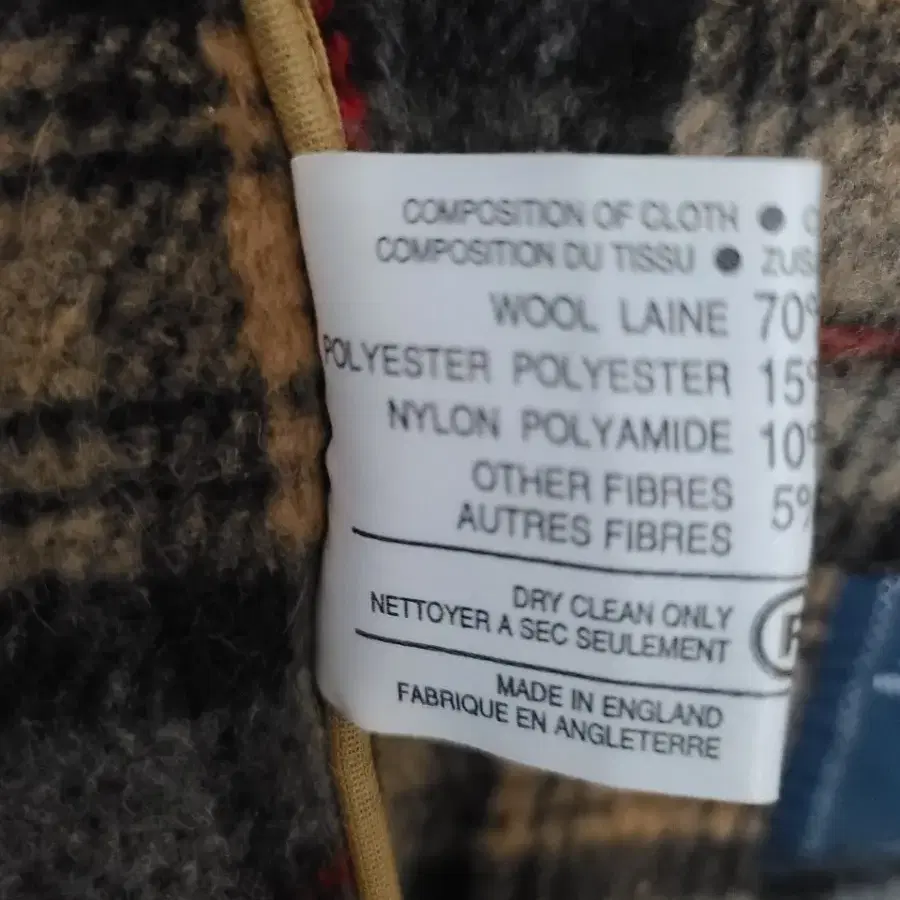 COMPOSITION OF CLOTH ●
COMPOSITION DU TISSU ● ZUS
WOOL LAINE 70%
POLYESTER POLYESTER 15%
NYLON POLYAMIDE 10%
OTHER FIBRES
AUTRES FIBRES 5%
DRY CLEAN ONLY
NETTOYER A SEC SEULEMENT
P
MADE IN ENGLAND
FABRIQUE EN ANGLETERRE